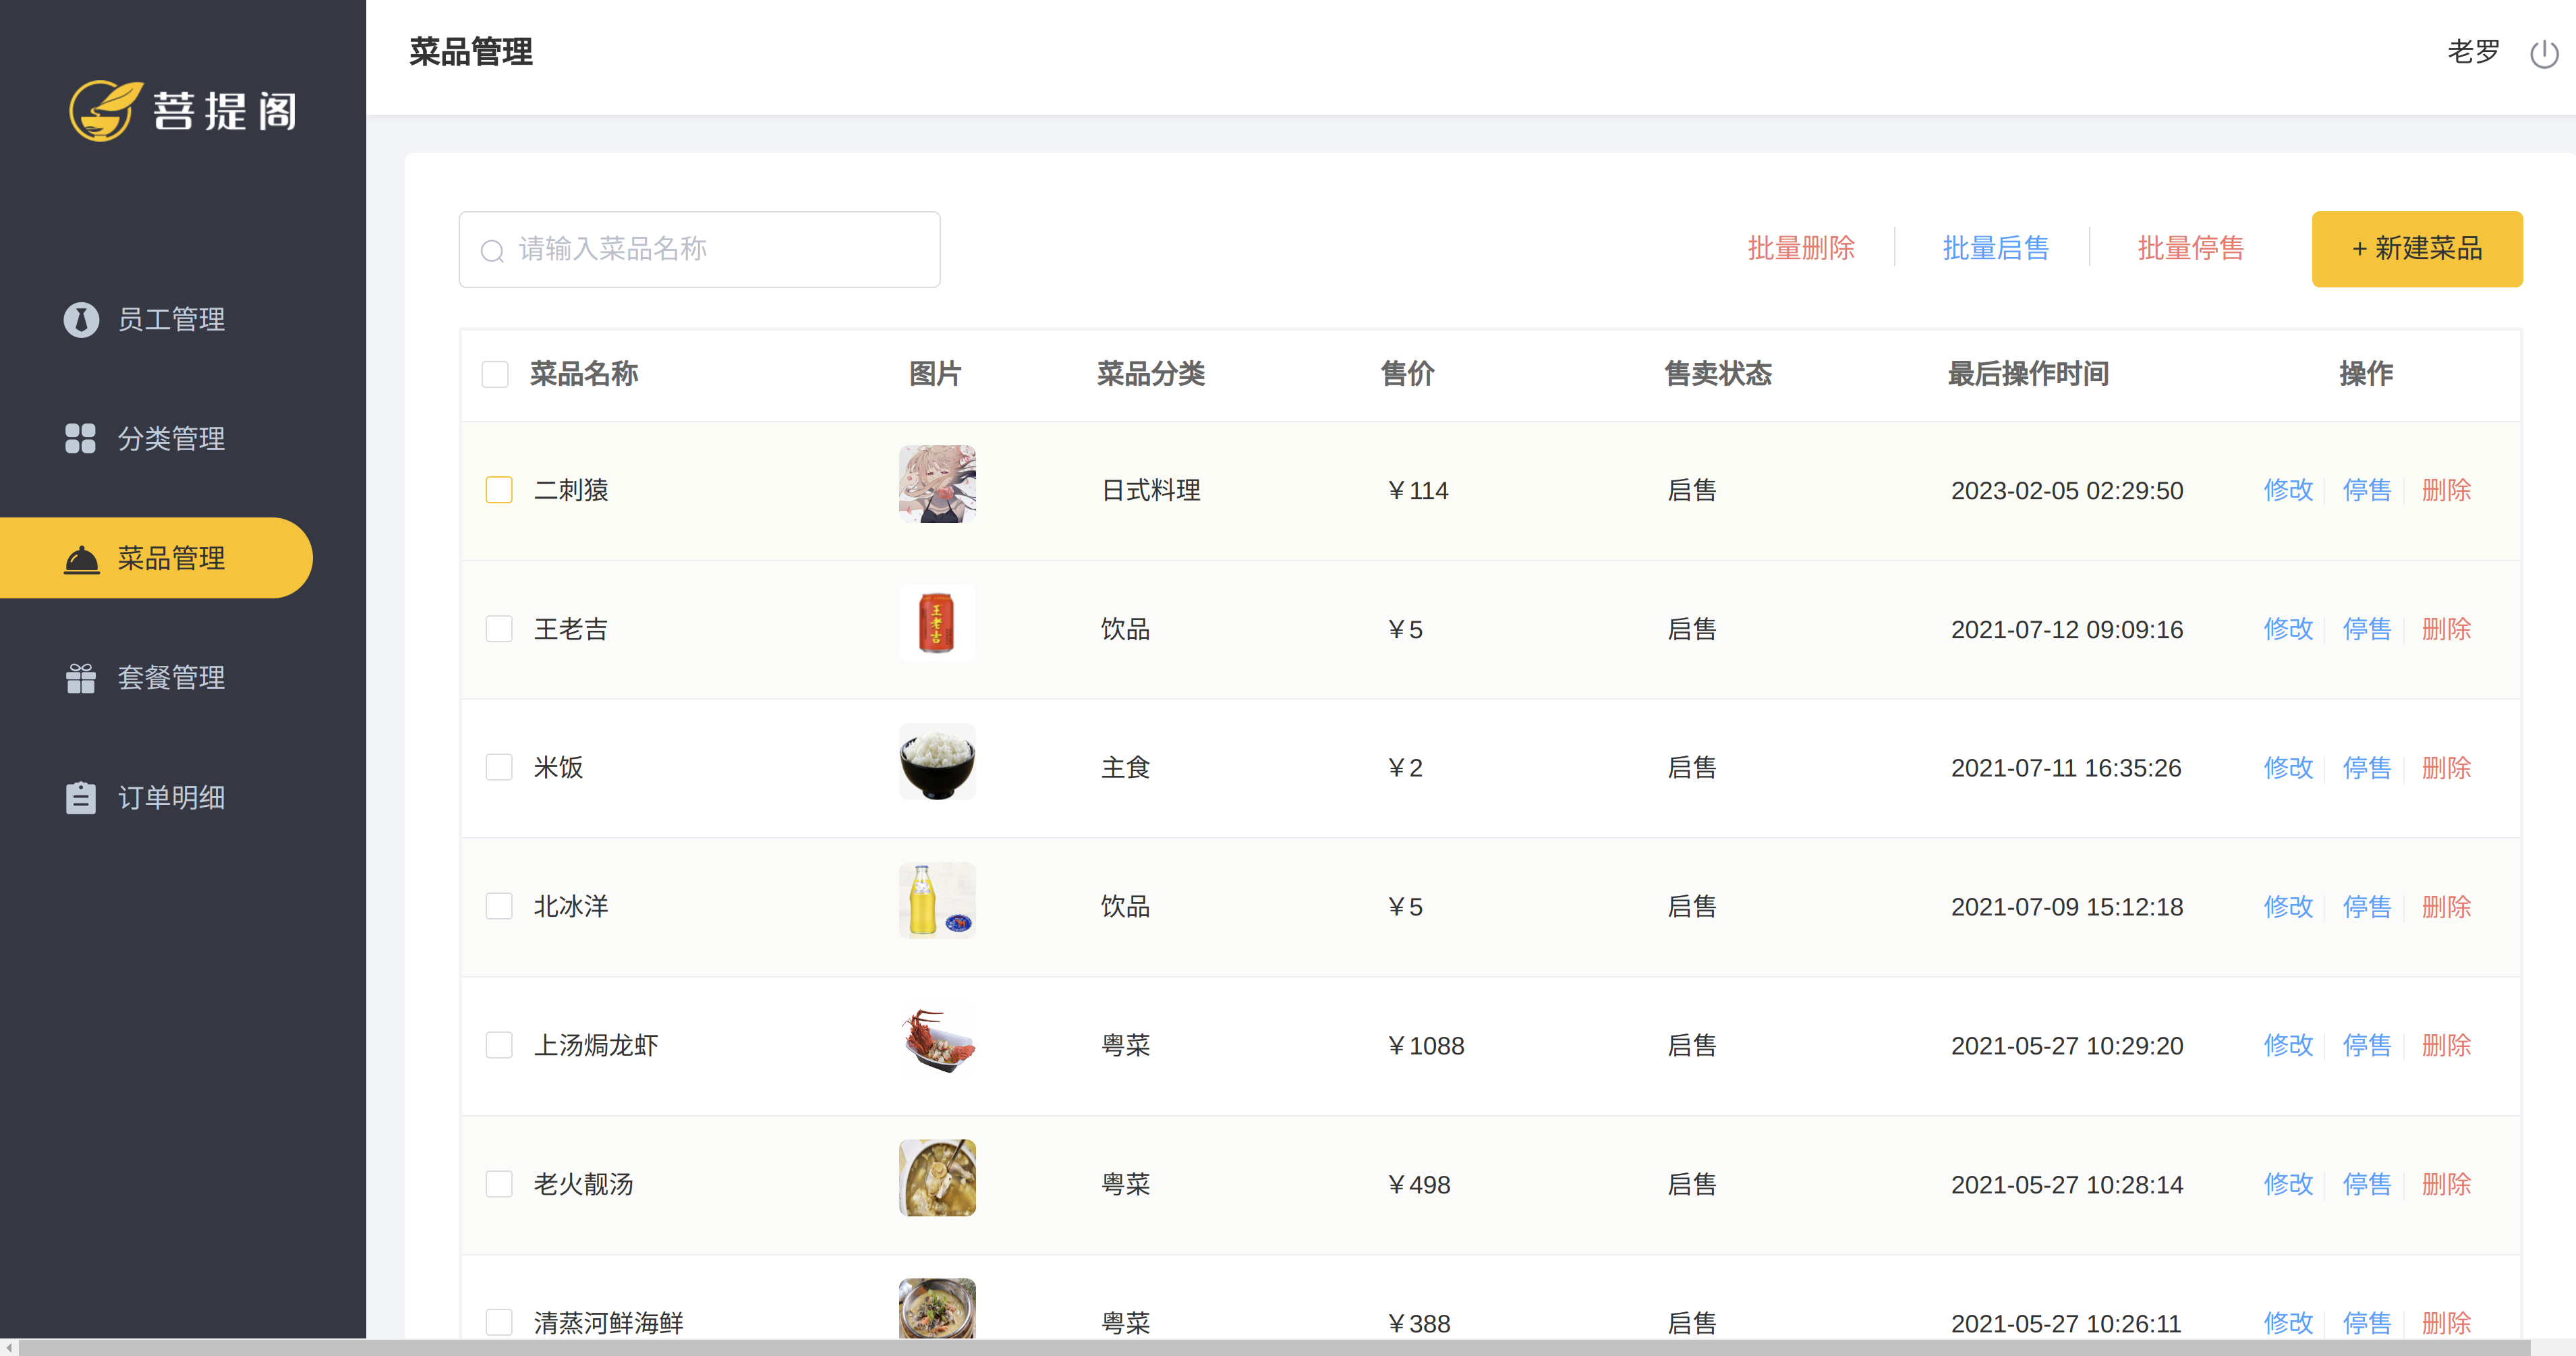 菩提阁
员工管理
分类管理
菜品管理
套餐管理
订单明细
菜品管理
老罗
请输入菜品名称
批量删除 批量启售 批量停售 + 新建菜品
菜品名称 图片 菜品分类 售价 售卖状态 最后操作时间 操作
二刺猿 日式料理 ￥114 启售 2023-02-05 02:29:50 修改 停售 删除
王老吉 王老吉 饮品 ￥5 启售 2021-07-12 09:09:16 修改 停售 删除
米饭 主食 ￥2 启售 2021-07-11 16:35:26 修改 停售 删除
北冰洋 饮品 ￥5 启售 2021-07-09 15:12:18 修改 停售 删除
上汤焗龙虾 粤菜 ￥1088 启售 2021-05-27 10:29:20 修改 停售 删除
老火靓汤 粤菜 ￥498 启售 2021-05-27 10:28:14 修改 停售 删除
清蒸河鲜海鲜 粤菜 ￥388 启售 2021-05-27 10:26:11 修改 停售 删除